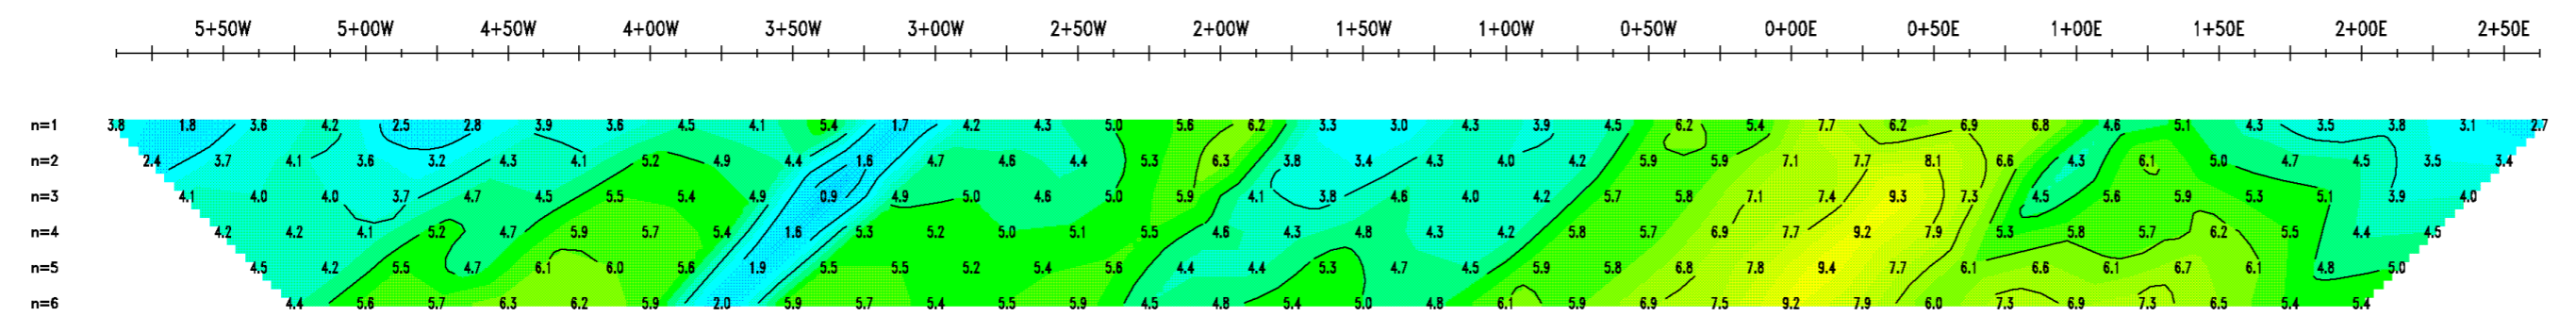 5+50W 5+00W 4+50W 4+00W 3+50W 3+00W 2+50W 2+00W 1+50W 1+00W 0+50W 0+00E 0+50E 1+00E 1+50E 2+00E 2+50E
n=1 3.8 1.8 3.6 4.2 2.5 2.8 3.9 3.6 4.5 4.1 5.4 1.7 4.2 4.3 5.0 5.6 6.2 3.3 3.0 4.3 3.9 4.5 6.2 5.4 7.7 6.2 6.9 6.8 4.6 5.1 4.3 3.5 3.8 3.1 2.7
n=2 2.4 3.7 4.1 3.6 3.2 4.3 4.1 5.2 4.9 4.4 1.6 4.7 4.6 4.4 5.3 6.3 3.8 3.4 4.3 4.0 4.2 5.9 5.9 7.1 7.7 8.1 6.6 4.3 6.1 5.0 4.7 4.5 3.5 3.4
n=3 4.1 4.0 4.0 3.7 4.7 4.5 5.5 5.4 4.9 0.9 4.9 5.0 4.6 5.0 5.9 4.1 3.8 4.6 4.0 4.2 5.7 5.8 7.1 7.4 9.3 7.3 4.5 5.6 5.9 5.3 5.1 3.9 4.0
n=4 4.2 4.2 4.1 5.2 4.7 5.9 5.7 5.4 1.6 5.3 5.2 5.0 5.1 5.5 4.6 4.3 4.8 4.3 4.2 5.8 5.7 6.9 7.7 9.2 7.9 5.3 5.8 5.7 6.2 5.5 4.4 4.5
n=5 4.5 4.2 5.5 4.7 6.1 6.0 5.6 1.9 5.5 5.5 5.2 5.4 5.6 4.4 4.4 5.3 4.7 4.5 5.9 5.8 6.8 7.8 9.4 7.7 6.1 6.6 6.1 6.7 6.1 4.8 5.0
n=6 4.4 5.6 5.7 6.3 6.2 5.9 2.0 5.9 5.7 5.4 5.5 5.9 4.5 4.8 5.4 5.0 4.8 6.1 5.9 6.9 7.5 9.2 7.9 6.0 7.3 6.9 7.3 6.5 5.4 5.4